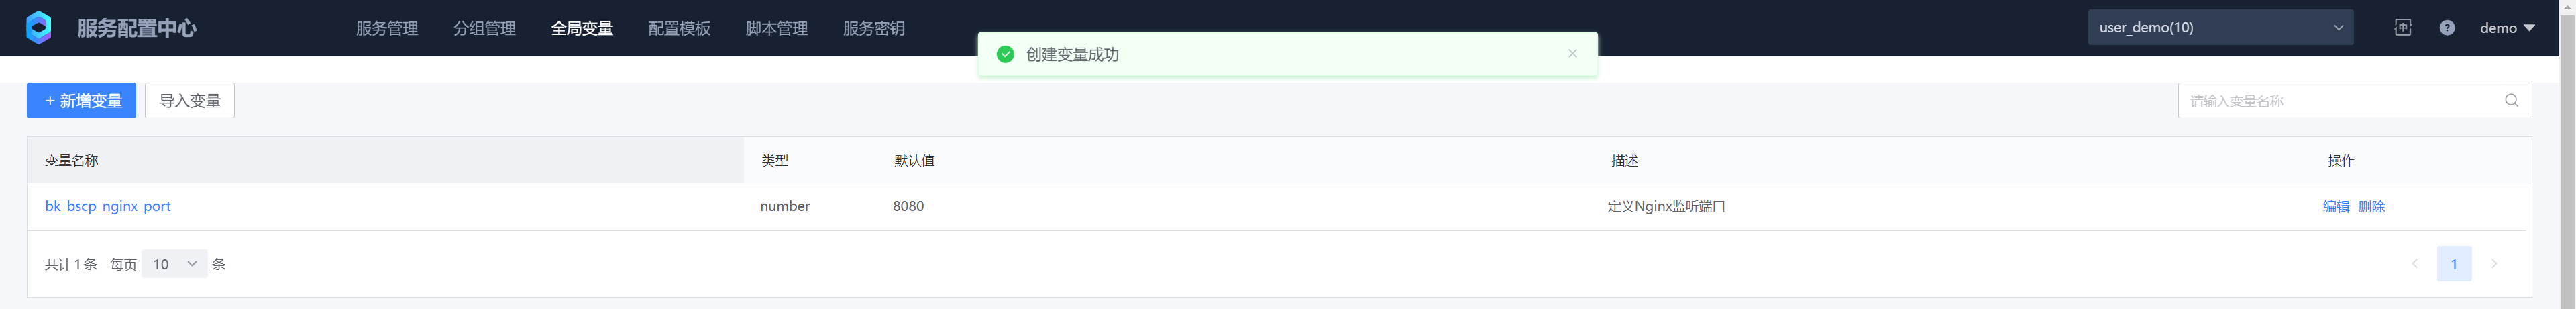 服务配置中心 服务管理 分组管理 全局变量 配置模板 脚本管理 服务密钥 user_demo(10) 中 ? demo
创建变量成功
+ 新增变量 导入变量 请输入变量名称
变量名称 类型 默认值 描述 操作
bk_bscp_nginx_port number 8080 定义Nginx监听端口 编辑 删除
共计 1 条 每页 10 条 1